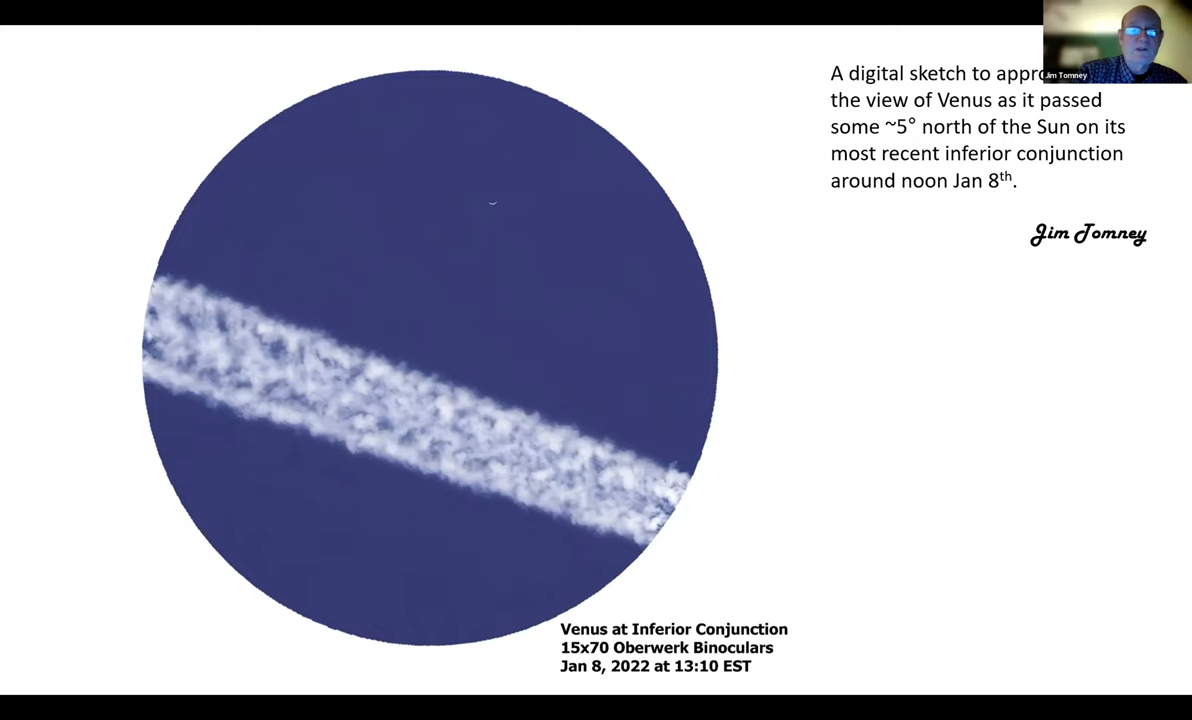 A digital sketch to appro
the view of Venus as it passed
some ~5° north of the Sun on its
most recent inferior conjunction
around noon Jan 8th.
Jim Tomney
Jim Tomney
Venus at Inferior Conjunction
15x70 Oberwerk Binoculars
Jan 8, 2022 at 13:10 EST